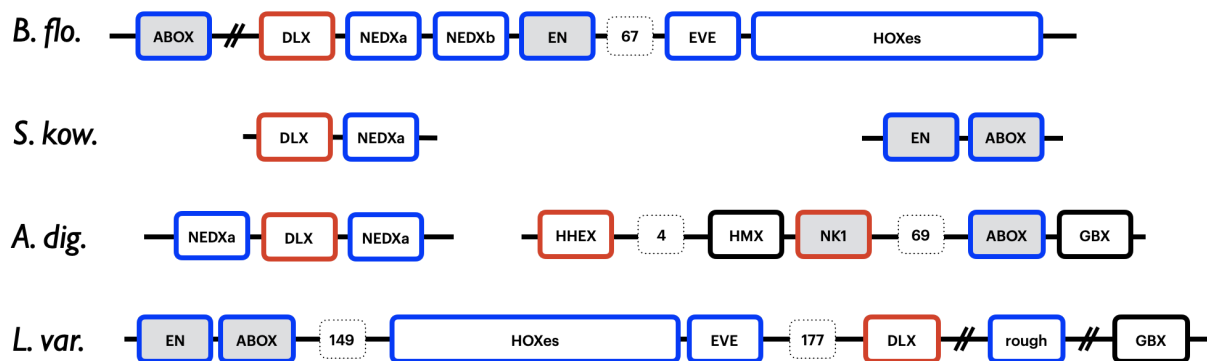 B. flo. ABOX DLX NEDXa NEDXb EN 67 EVE HOXes
S. kow. DLX NEDXa EN ABOX
A. dig. NEDXa DLX NEDXa HHEX 4 HMX NK1 69 ABOX GBX
L. var. EN ABOX 149 HOXes EVE 177 DLX rough GBX